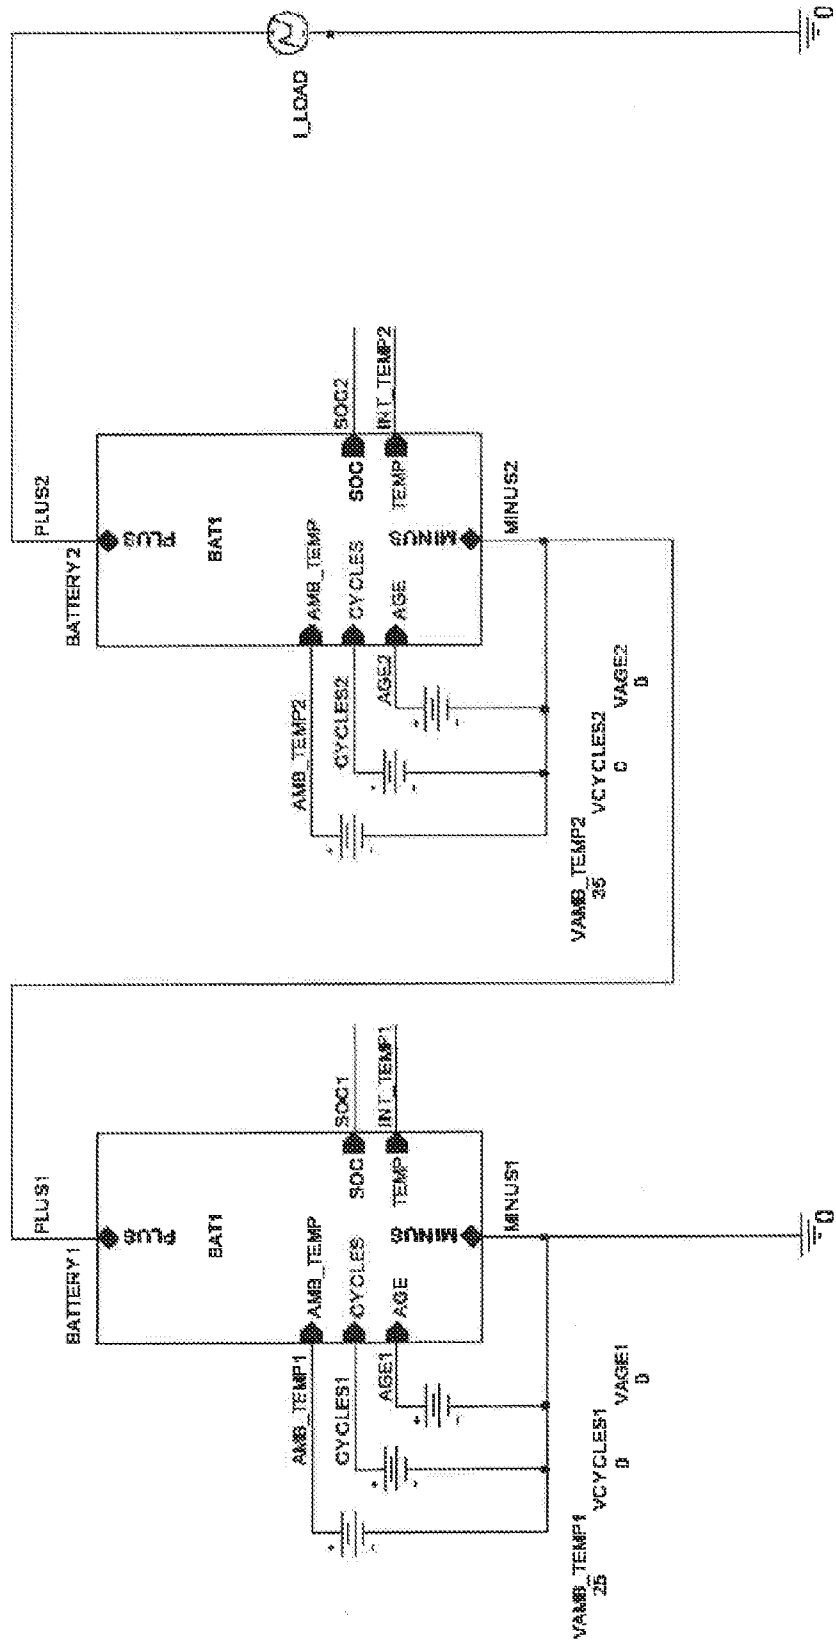 BATTERY1
PLUS1
PLUS
BAT1
AMB_TEMP1
AMB_TEMP
CYCLES1
CYCLES
AGE1
AGE
SOC
SOC1
TEMP
INT_TEMP1
MINUS
MINUS1
VAMB_TEMP1
25
VCYCLES1
0
VAGE1
0
0
BATTERY2
PLUS2
PLUS
BAT1
AMB_TEMP2
AMB_TEMP
CYCLES2
CYCLES
AGE2
AGE
SOC
SOC2
TEMP
INT_TEMP2
MINUS
MINUS2
VAMB_TEMP2
35
VCYCLES2
0
VAGE2
0
I_LOAD
0